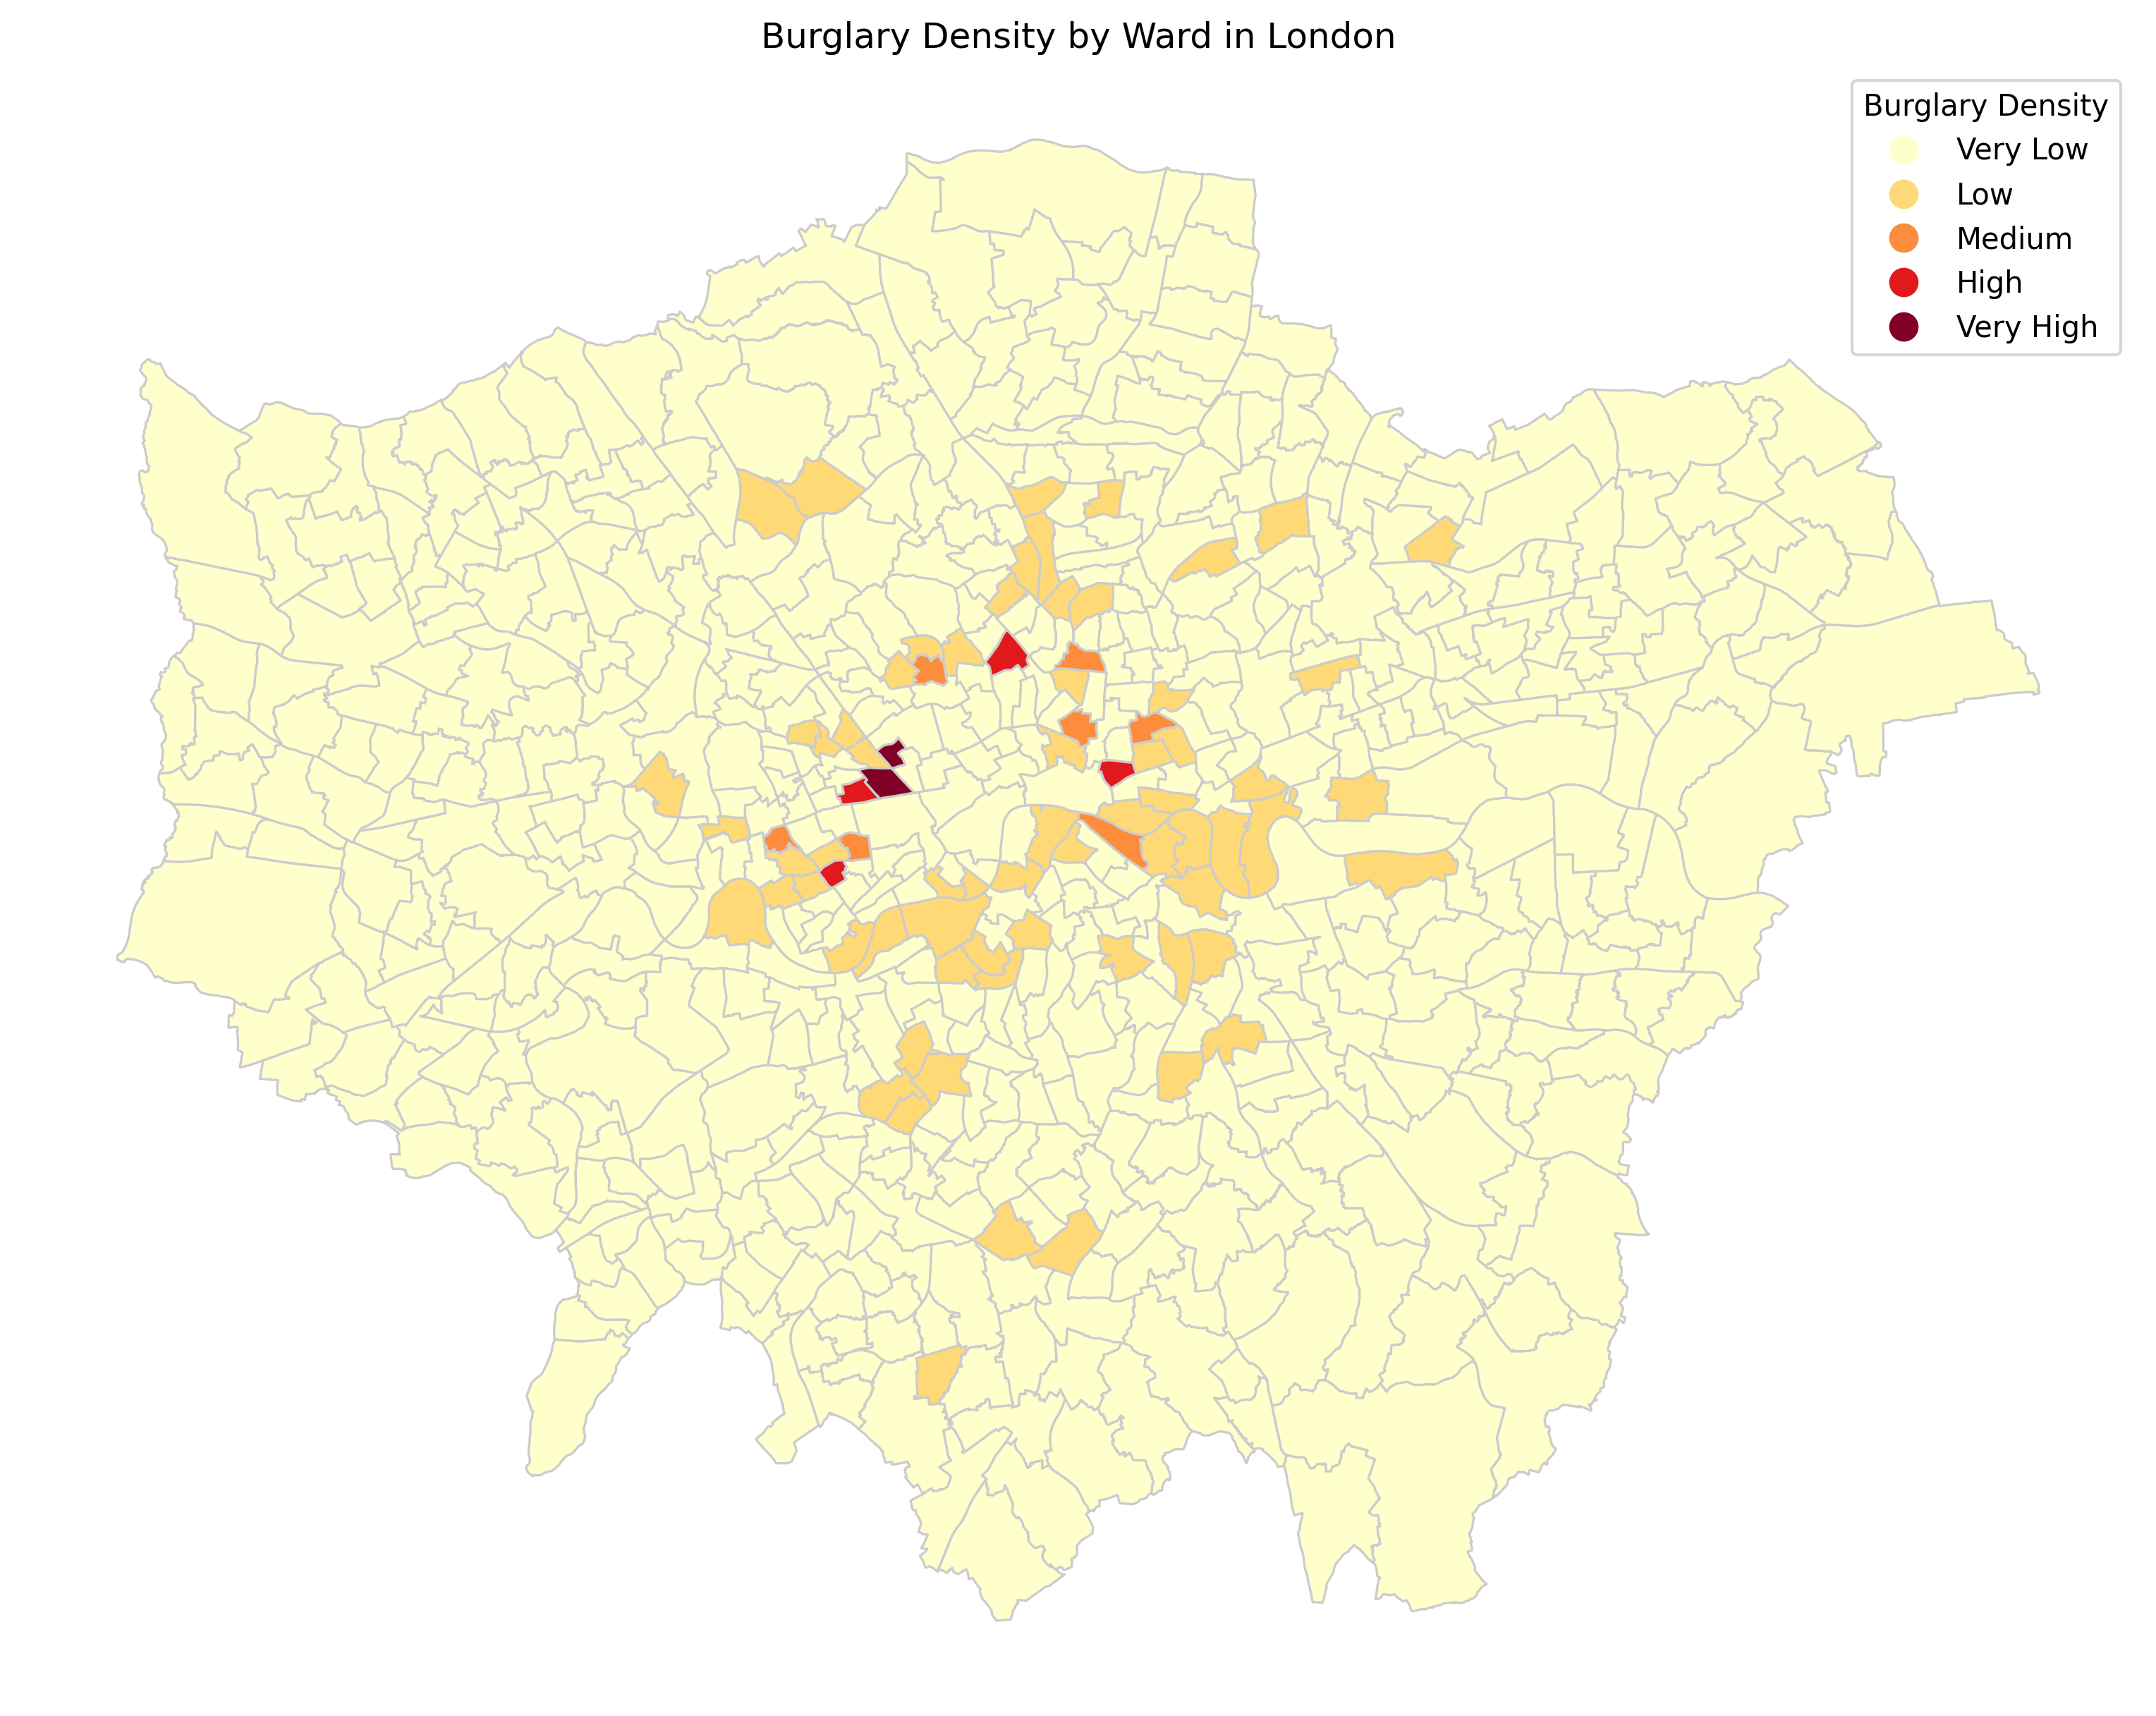 Burglary Density by Ward in London
Burglary Density
Very Low
Low
Medium
High
Very High